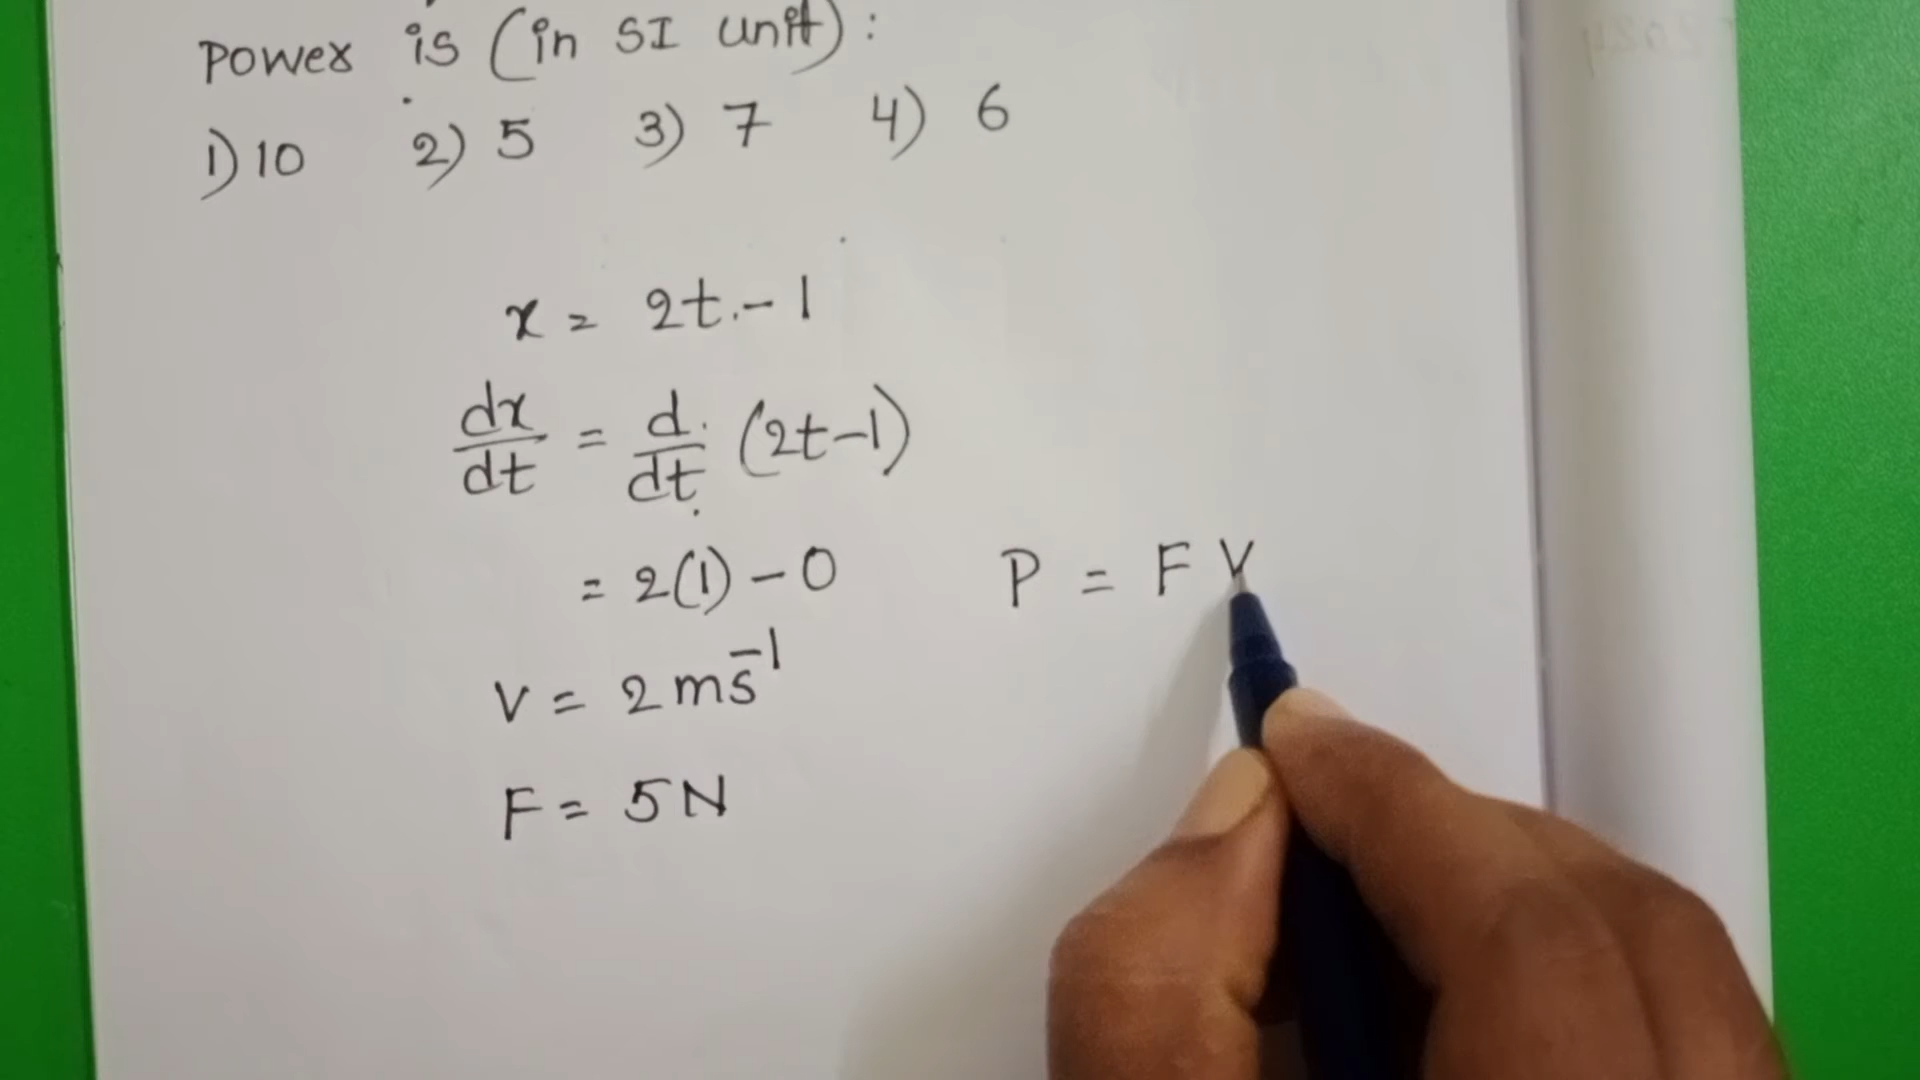 power is (in SI unit) :
1) 10 2) 5 3) 7 4) 6
x = 2t - 1
dx/dt = d/dt (2t-1)
= 2(1) - 0
P = F V
V = 2 ms⁻¹
F = 5N